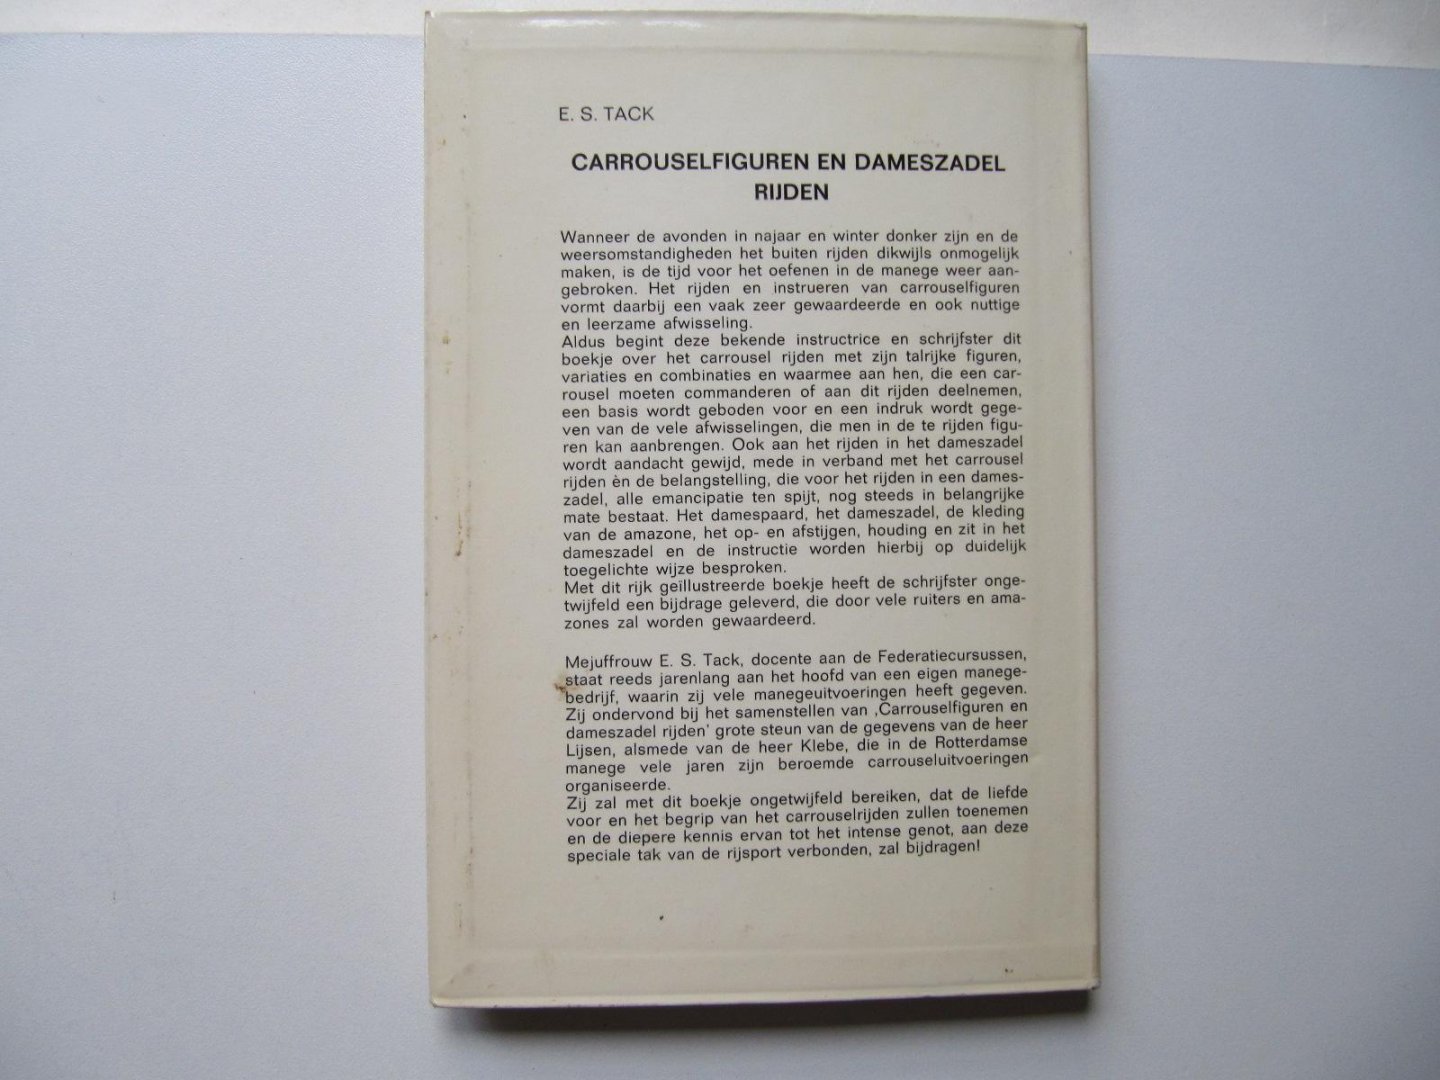 E. S. TACK
CARROUSELFIGUREN EN DAMESZADEL
RIJDEN
Wanneer de avonden in najaar en winter donker zijn en de
weersomstandigheden het buiten rijden dikwijls onmogelijk
maken, is de tijd voor het oefenen in de manege weer aan-
gebroken. Het rijden en instrueren van carrouselfiguren
vormt daarbij een vaak zeer gewaardeerde en ook nuttige
en leerzame afwisseling.
Aldus begint deze bekende instructrice en schrijfster dit
boekje over het carrousel rijden met zijn talrijke figuren,
variaties en combinaties en waarmee aan hen, die een car-
rousel moeten commanderen of aan dit rijden deelnemen,
een basis wordt geboden voor en een indruk wordt gege-
ven van de vele afwisselingen, die men in de te rijden figu-
ren kan aanbrengen. Ook aan het rijden in het dameszadel
wordt aandacht gewijd, mede in verband met het carrousel
rijden èn de belangstelling, die voor het rijden in een dames-
zadel, alle emancipatie ten spijt, nog steeds in belangrijke
mate bestaat. Het damespaard, het dameszadel, de kleding
van de amazone, het op- en afstijgen, houding en zit in het
dameszadel en de instructie worden hierbij op duidelijk
toegelichte wijze besproken.
Met dit rijk geïllustreerde boekje heeft de schrijfster onge-
twijfeld een bijdrage geleverd, die door vele ruiters en ama-
zones zal worden gewaardeerd.
Mejuffrouw E. S. Tack, docente aan de Federatiecursussen,
staat reeds jarenlang aan het hoofd van een eigen manege-
bedrijf, waarin zij vele manegeuitvoeringen heeft gegeven.
Zij ondervond bij het samenstellen van ‚Carrouselfiguren en
dameszadel rijden' grote steun van de gegevens van de heer
Lijsen, alsmede van de heer Klebe, die in de Rotterdamse
manege vele jaren zijn beroemde carrouseluitvoeringen
organiseerde.
Zij zal met dit boekje ongetwijfeld bereiken, dat de liefde
voor en het begrip van het carrouselrijden zullen toenemen
en de diepere kennis ervan tot het intense genot, aan deze
speciale tak van de rijsport verbonden, zal bijdragen!